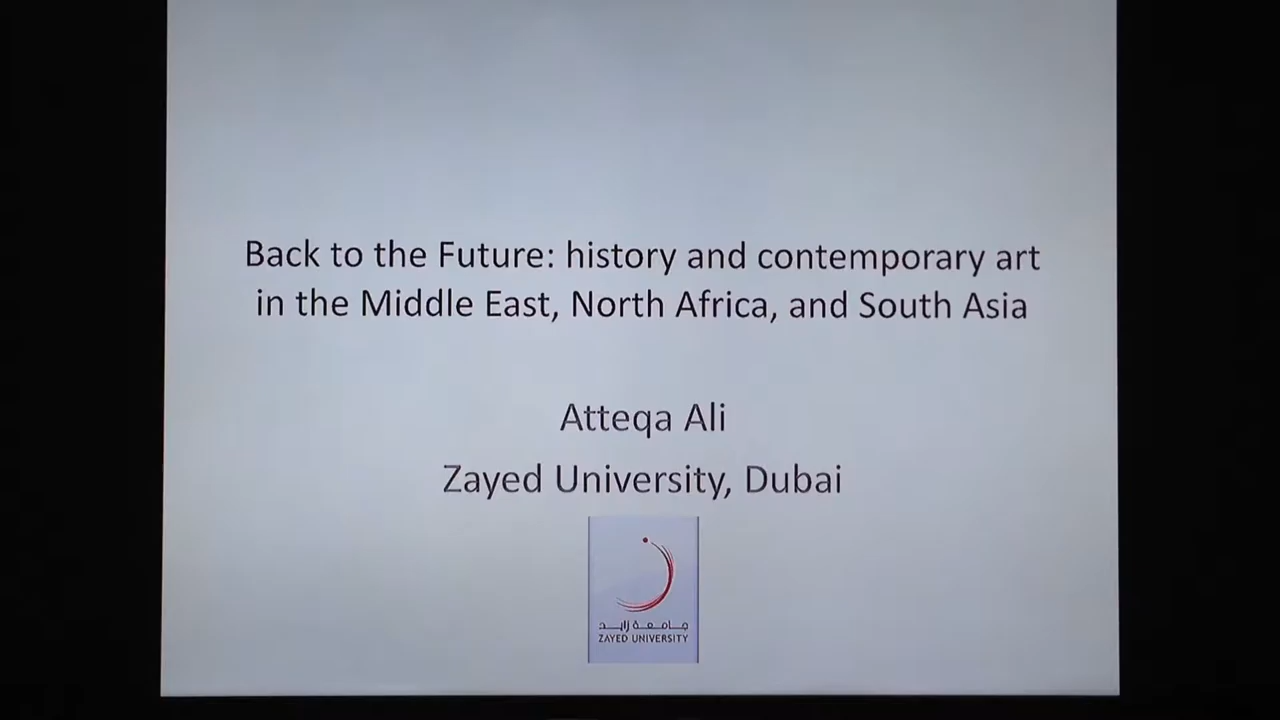 Back to the Future: history and contemporary art
in the Middle East, North Africa, and South Asia
Atteqa Ali
Zayed University, Dubai
جامعة زايد
ZAYED UNIVERSITY